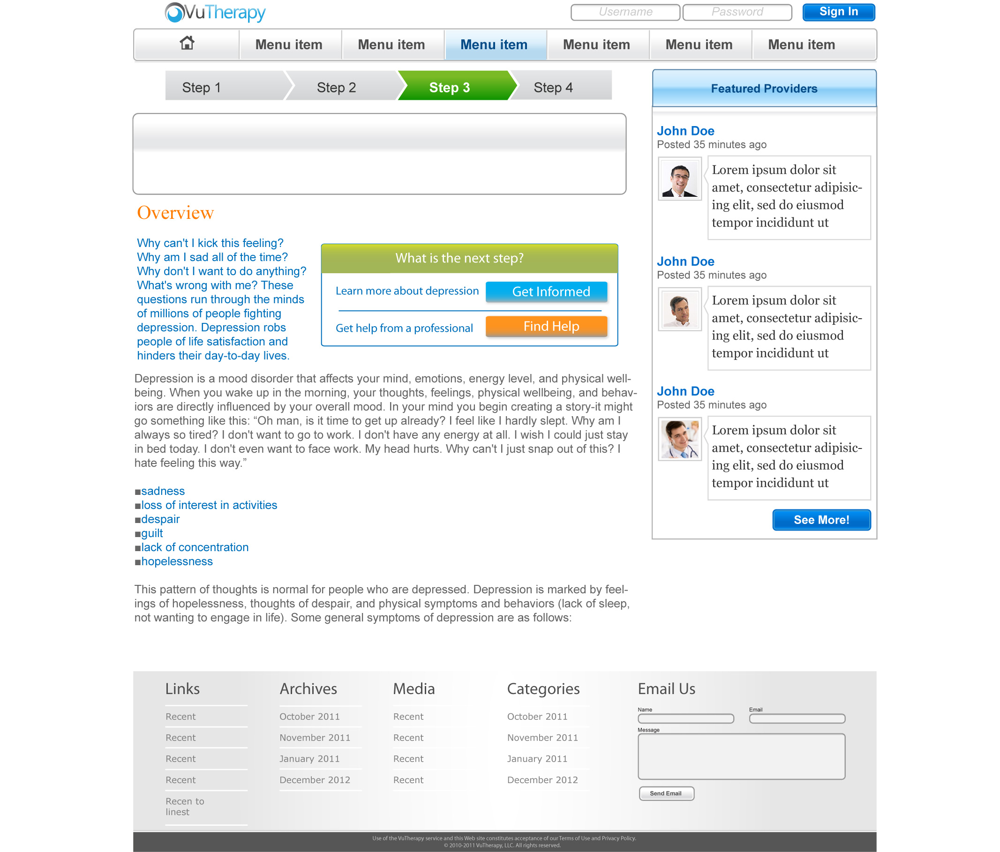 VuTherapy
Username
Password
Sign In
Menu item
Menu item
Menu item
Menu item
Menu item
Menu item
Step 1
Step 2
Step 3
Step 4
Overview
Why can't I kick this feeling?
Why am I sad all of the time?
Why don't I want to do anything?
What's wrong with me? These
questions run through the minds
of millions of people fighting
depression. Depression robs
people of life satisfaction and
hinders their day-to-day lives.
What is the next step?
Learn more about depression
Get Informed
Get help from a professional
Find Help
Depression is a mood disorder that affects your mind, emotions, energy level, and physical well-
being. When you wake up in the morning, your thoughts, feelings, physical wellbeing, and behav-
iors are directly influenced by your overall mood. In your mind you begin creating a story-it might
go something like this: “Oh man, is it time to get up already? I feel like I hardly slept. Why am I
always so tired? I don't want to go to work. I don't have any energy at all. I wish I could just stay
in bed today. I don't even want to face work. My head hurts. Why can't I just snap out of this? I
hate feeling this way.”
■sadness
■loss of interest in activities
■despair
■guilt
■lack of concentration
■hopelessness
This pattern of thoughts is normal for people who are depressed. Depression is marked by feel-
ings of hopelessness, thoughts of despair, and physical symptoms and behaviors (lack of sleep,
not wanting to engage in life). Some general symptoms of depression are as follows:
Featured Providers
John Doe
Posted 35 minutes ago
Lorem ipsum dolor sit
amet, consectetur adipisic-
ing elit, sed do eiusmod
tempor incididunt ut
John Doe
Posted 35 minutes ago
Lorem ipsum dolor sit
amet, consectetur adipisic-
ing elit, sed do eiusmod
tempor incididunt ut
John Doe
Posted 35 minutes ago
Lorem ipsum dolor sit
amet, consectetur adipisic-
ing elit, sed do eiusmod
tempor incididunt ut
See More!
Links
Recent
Recent
Recent
Recent
Recen to
linest
Archives
October 2011
November 2011
January 2011
December 2012
Media
Recent
Recent
Recent
Recent
Categories
October 2011
November 2011
January 2011
December 2012
Email Us
Name
Email
Message
Send Email
Use of the VuTherapy service and this Web site constitutes acceptance of our Terms of Use and Privacy Policy.
© 2010-2011 VuTherapy, LLC. All rights reserved.